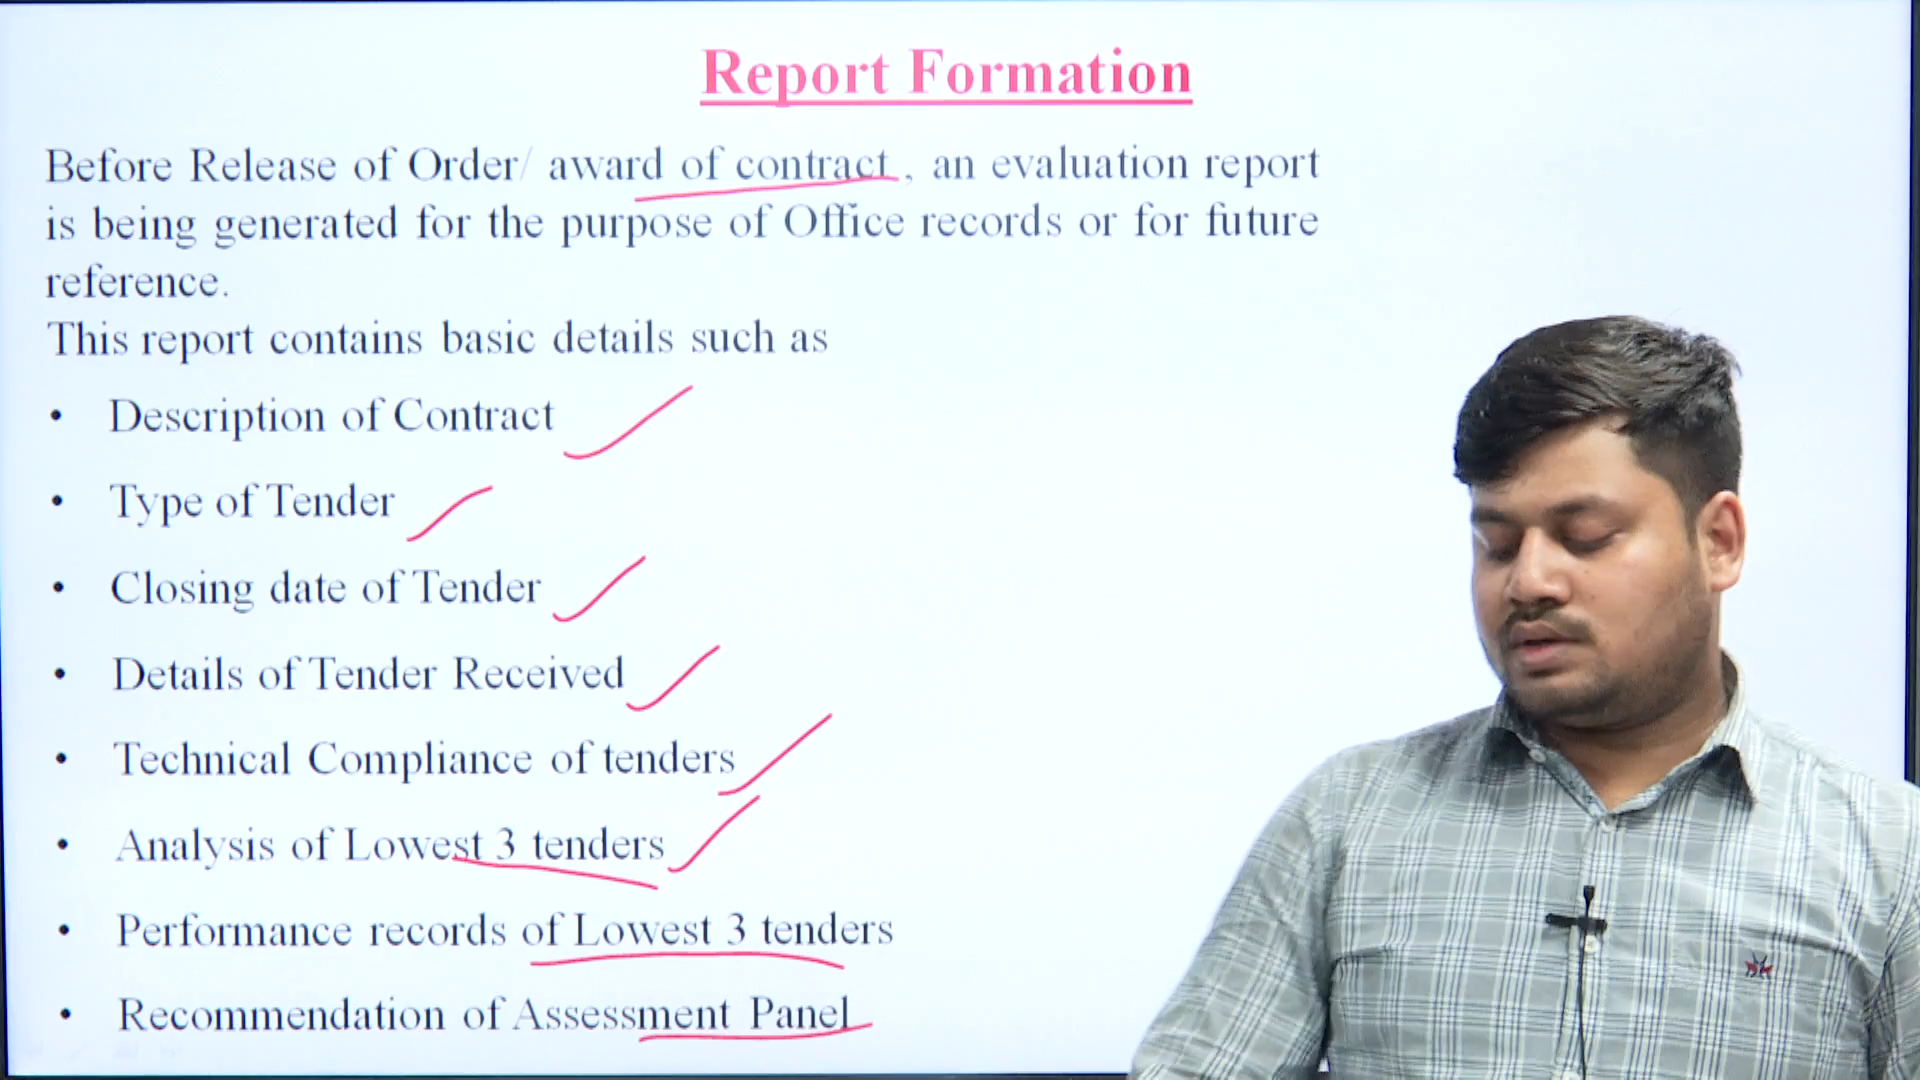 Report Formation
Before Release of Order/ award of contract , an evaluation report
is being generated for the purpose of Office records or for future
reference.
This report contains basic details such as
• Description of Contract
• Type of Tender
• Closing date of Tender
• Details of Tender Received
• Technical Compliance of tenders
• Analysis of Lowest 3 tenders
• Performance records of Lowest 3 tenders
• Recommendation of Assessment Panel